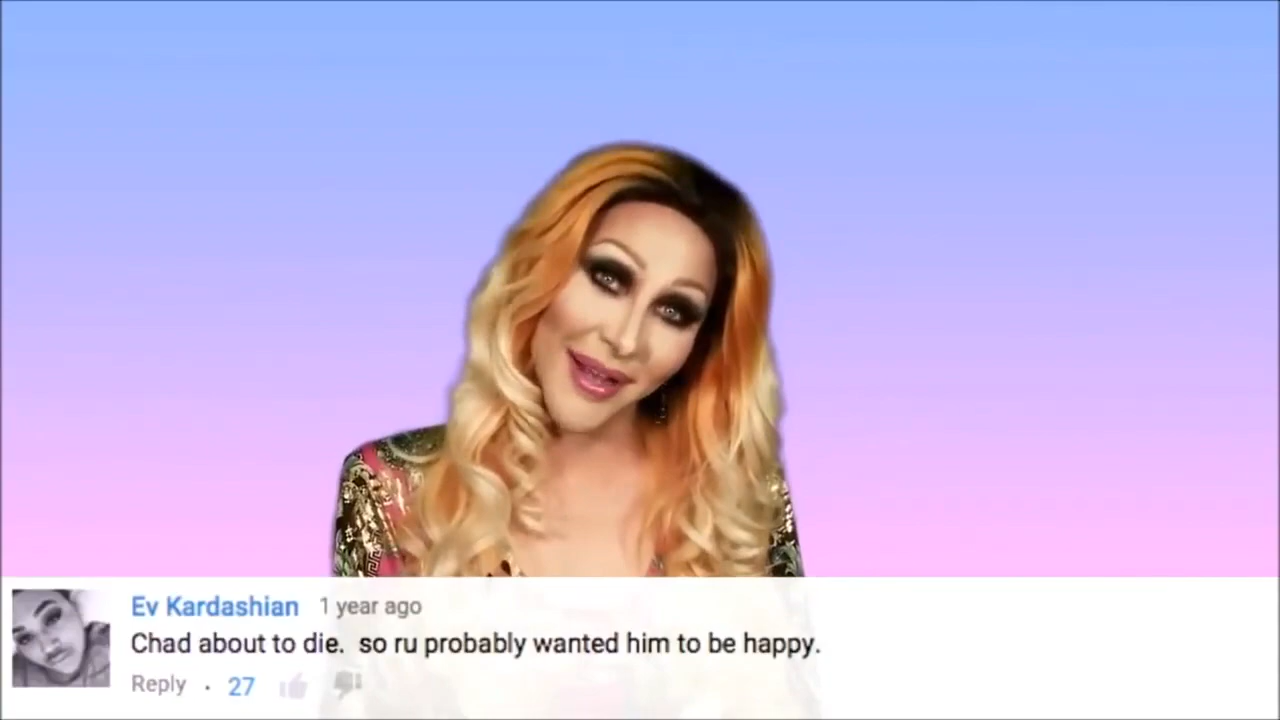 Ev Kardashian 1 year ago
Chad about to die. so ru probably wanted him to be happy.
Reply · 27